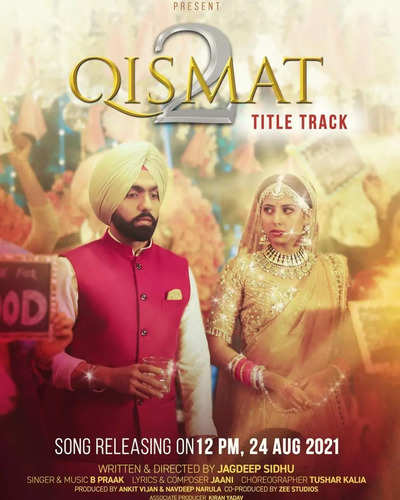 PRESENT
QISMAT
2
TITLE TRACK
FOR
OOD
SONG RELEASING ON 12 PM, 24 AUG 2021
WRITTEN & DIRECTED BY JAGDEEP SIDHU
SINGER & MUSIC B PRAAK LYRICS & COMPOSER JAANI CHOREOGRAPHER TUSHAR KALIA
PRODUCED BY ANKIT VIJAN & NAVDEEP NARULA CO-PRODUCED BY ZEE STUDIOS
ASSOCIATE PRODUCER KIRAN YADAV